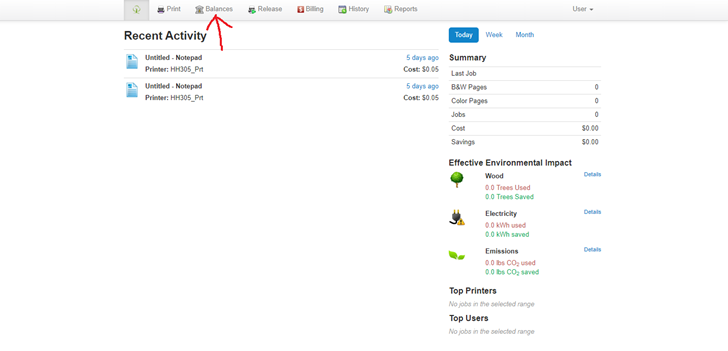 Print Balances Release Billing History Reports User
Recent Activity
Untitled - Notepad 5 days ago
Printer: HH305_Prt Cost: $0.05
Untitled - Notepad 5 days ago
Printer: HH305_Prt Cost: $0.05
Today Week Month
Summary
Last Job
B&W Pages 0
Color Pages 0
Jobs 0
Cost $0.00
Savings $0.00
Effective Environmental Impact
Wood Details
0.0 Trees Used
0.0 Trees Saved
Electricity Details
0.0 kWh used
0.0 kWh saved
Emissions Details
0.0 lbs CO2 used
0.0 lbs CO2 saved
Top Printers
No jobs in the selected range
Top Users
No jobs in the selected range